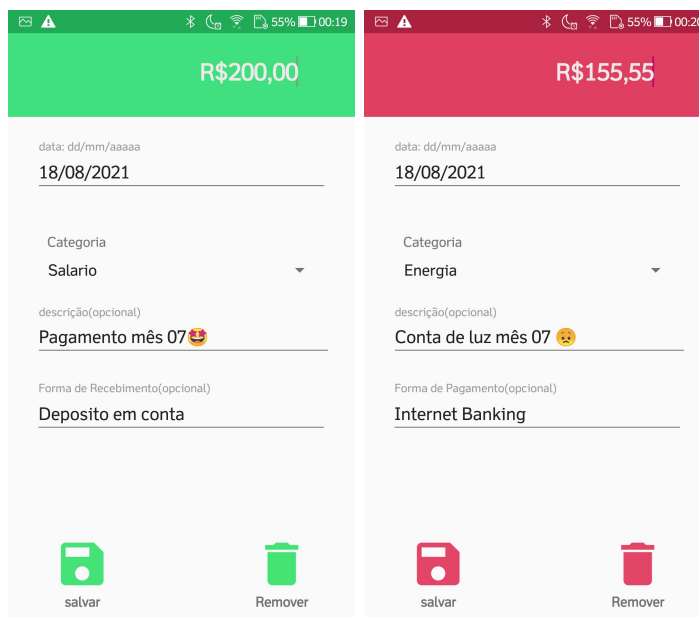 55% 00:19
R$200,00
data: dd/mm/aaaaa
18/08/2021
Categoria
Salario
descrição(opcional)
Pagamento mês 07🤩
Forma de Recebimento(opcional)
Deposito em conta
salvar
Remover
55% 00:20
R$155,55
data: dd/mm/aaaaa
18/08/2021
Categoria
Energia
descrição(opcional)
Conta de luz mês 07 😟
Forma de Pagamento(opcional)
Internet Banking
salvar
Remover